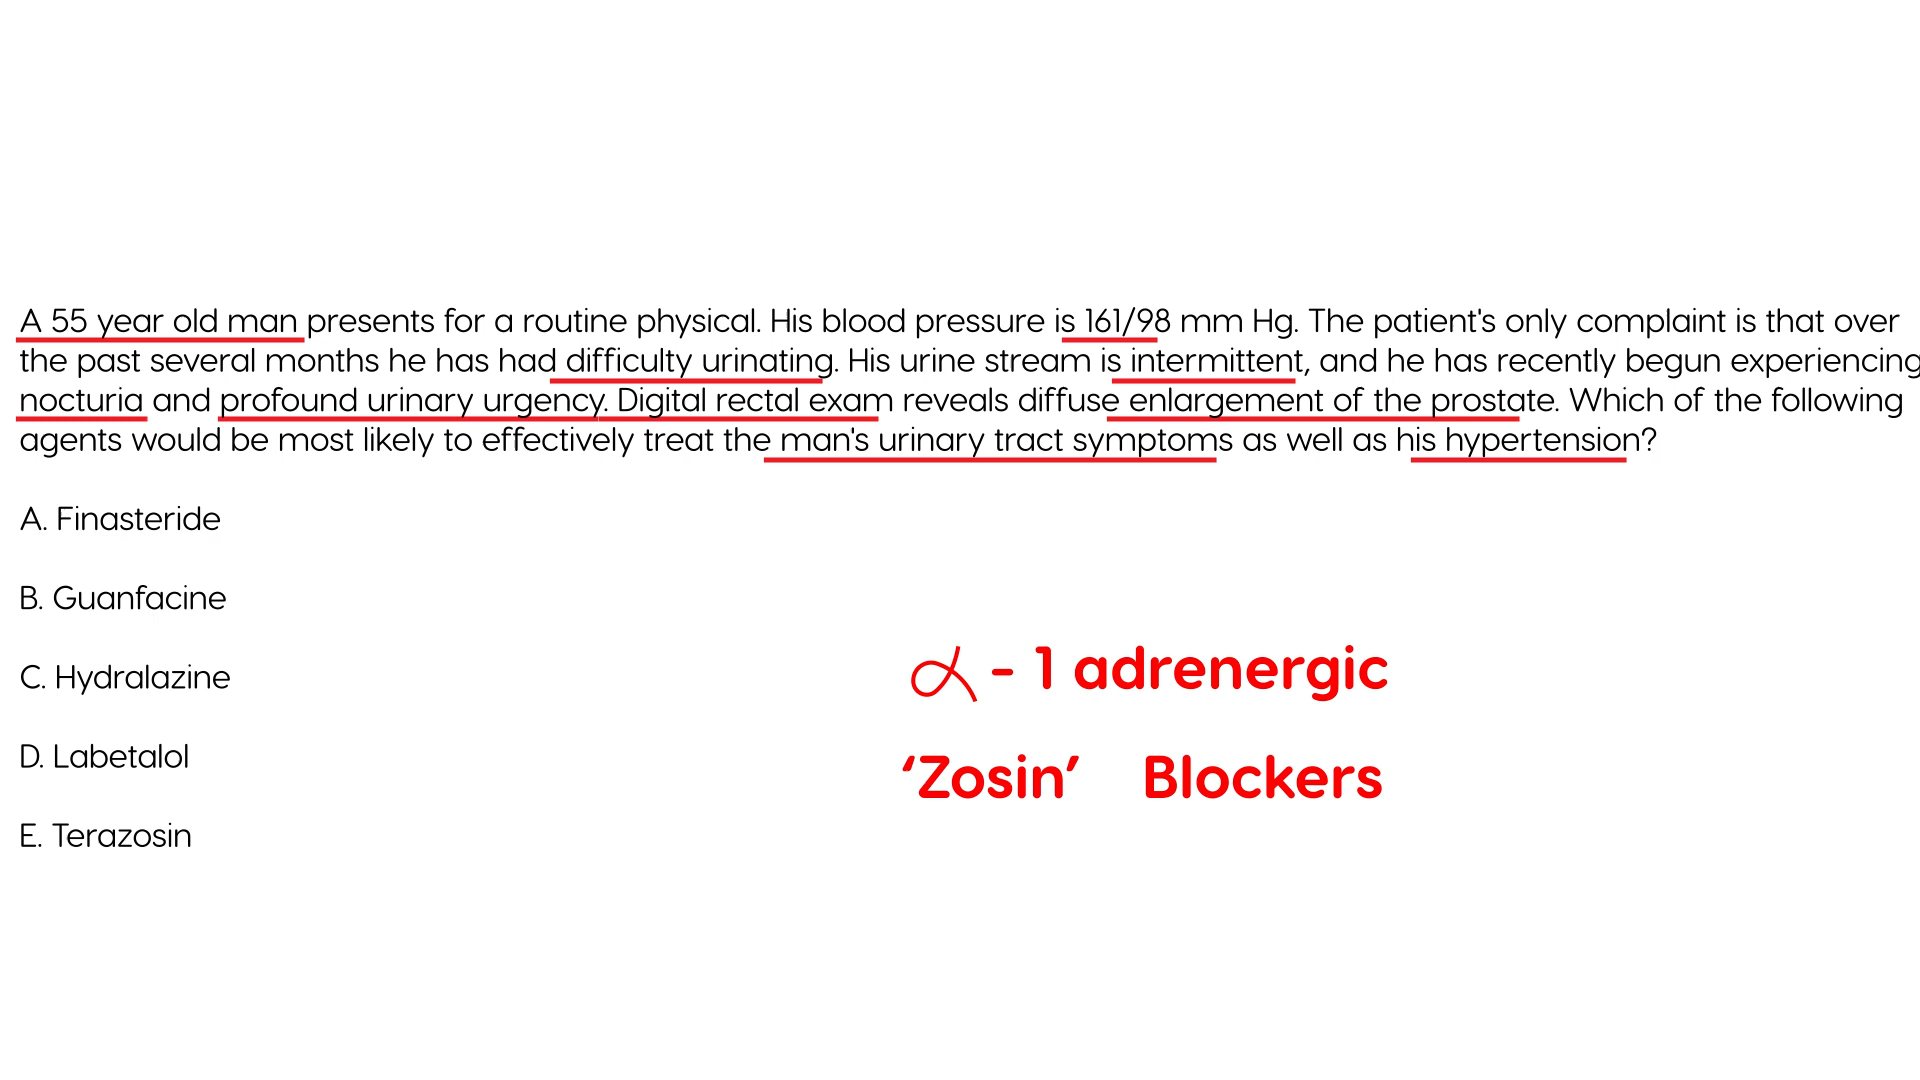 A 55 year old man presents for a routine physical. His blood pressure is 161/98 mm Hg. The patient's only complaint is that over
the past several months he has had difficulty urinating. His urine stream is intermittent, and he has recently begun experiencing
nocturia and profound urinary urgency. Digital rectal exam reveals diffuse enlargement of the prostate. Which of the following
agents would be most likely to effectively treat the man's urinary tract symptoms as well as his hypertension?
A. Finasteride
B. Guanfacine
C. Hydralazine
D. Labetalol
E. Terazosin
α - 1 adrenergic
‘Zosin’ Blockers